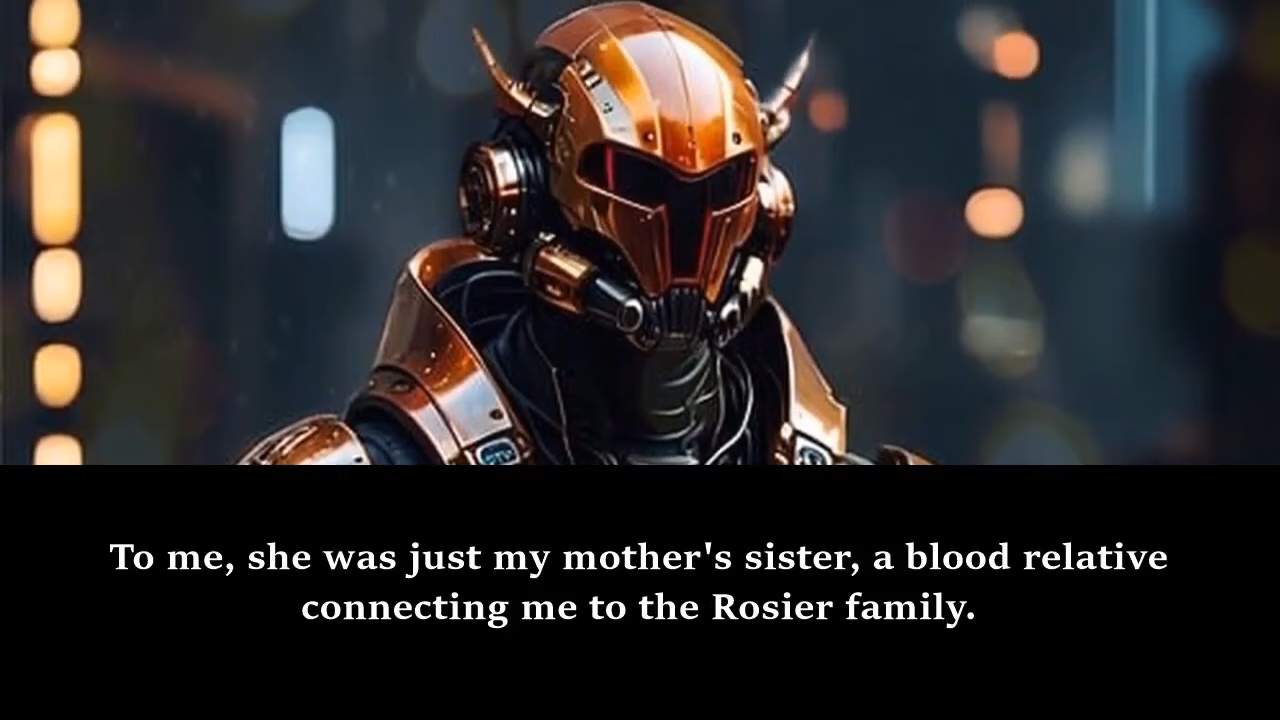 To me, she was just my mother's sister, a blood relative
connecting me to the Rosier family.